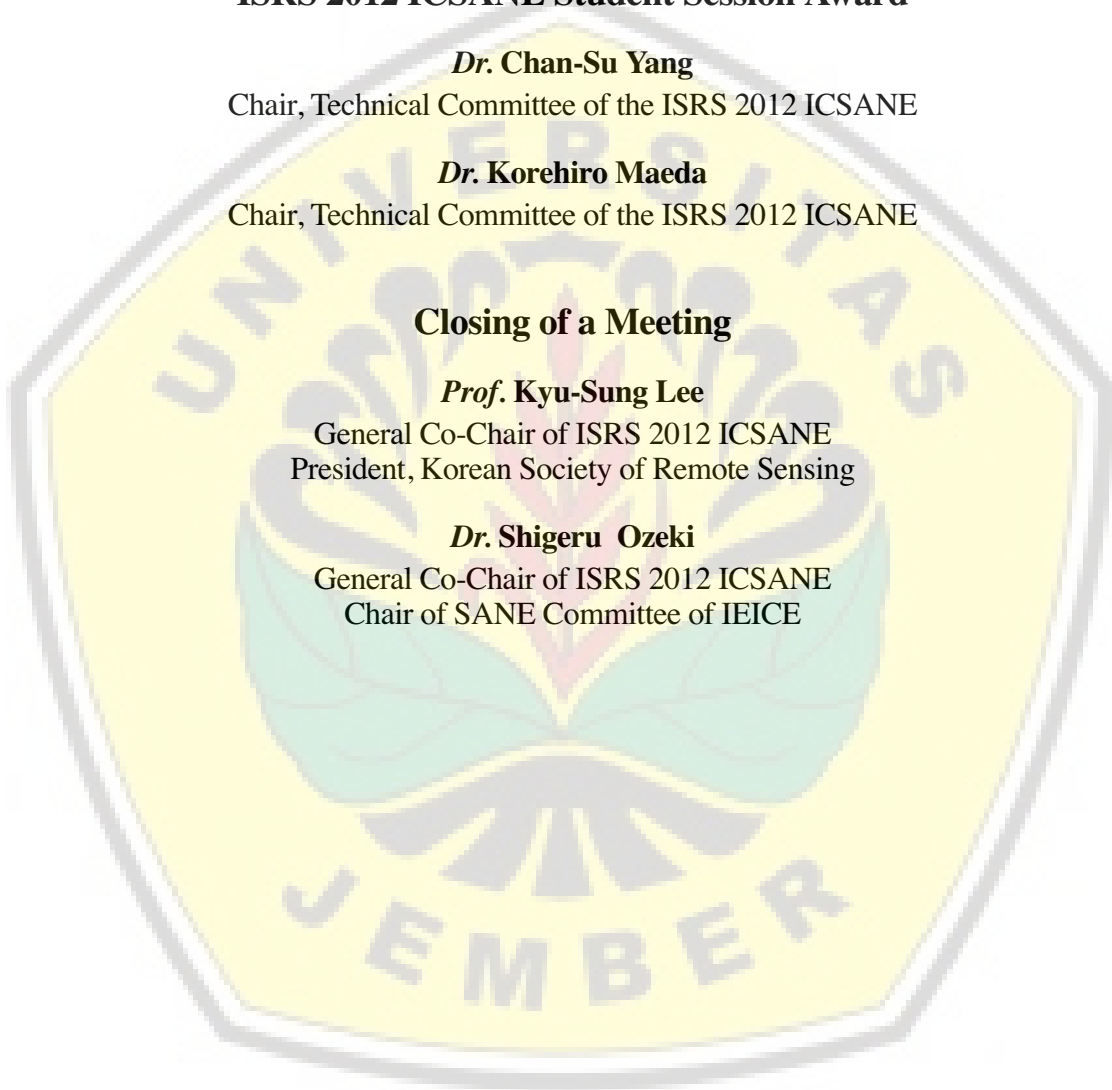 ISRS 2012 ICSANE Student Session Award
Dr. Chan-Su Yang
Chair, Technical Committee of the ISRS 2012 ICSANE
Dr. Korehiro Maeda
Chair, Technical Committee of the ISRS 2012 ICSANE
Closing of a Meeting
Prof. Kyu-Sung Lee
General Co-Chair of ISRS 2012 ICSANE
President, Korean Society of Remote Sensing
Dr. Shigeru Ozeki
General Co-Chair of ISRS 2012 ICSANE
Chair of SANE Committee of IEICE
UNIVERSITAS
JEMBER